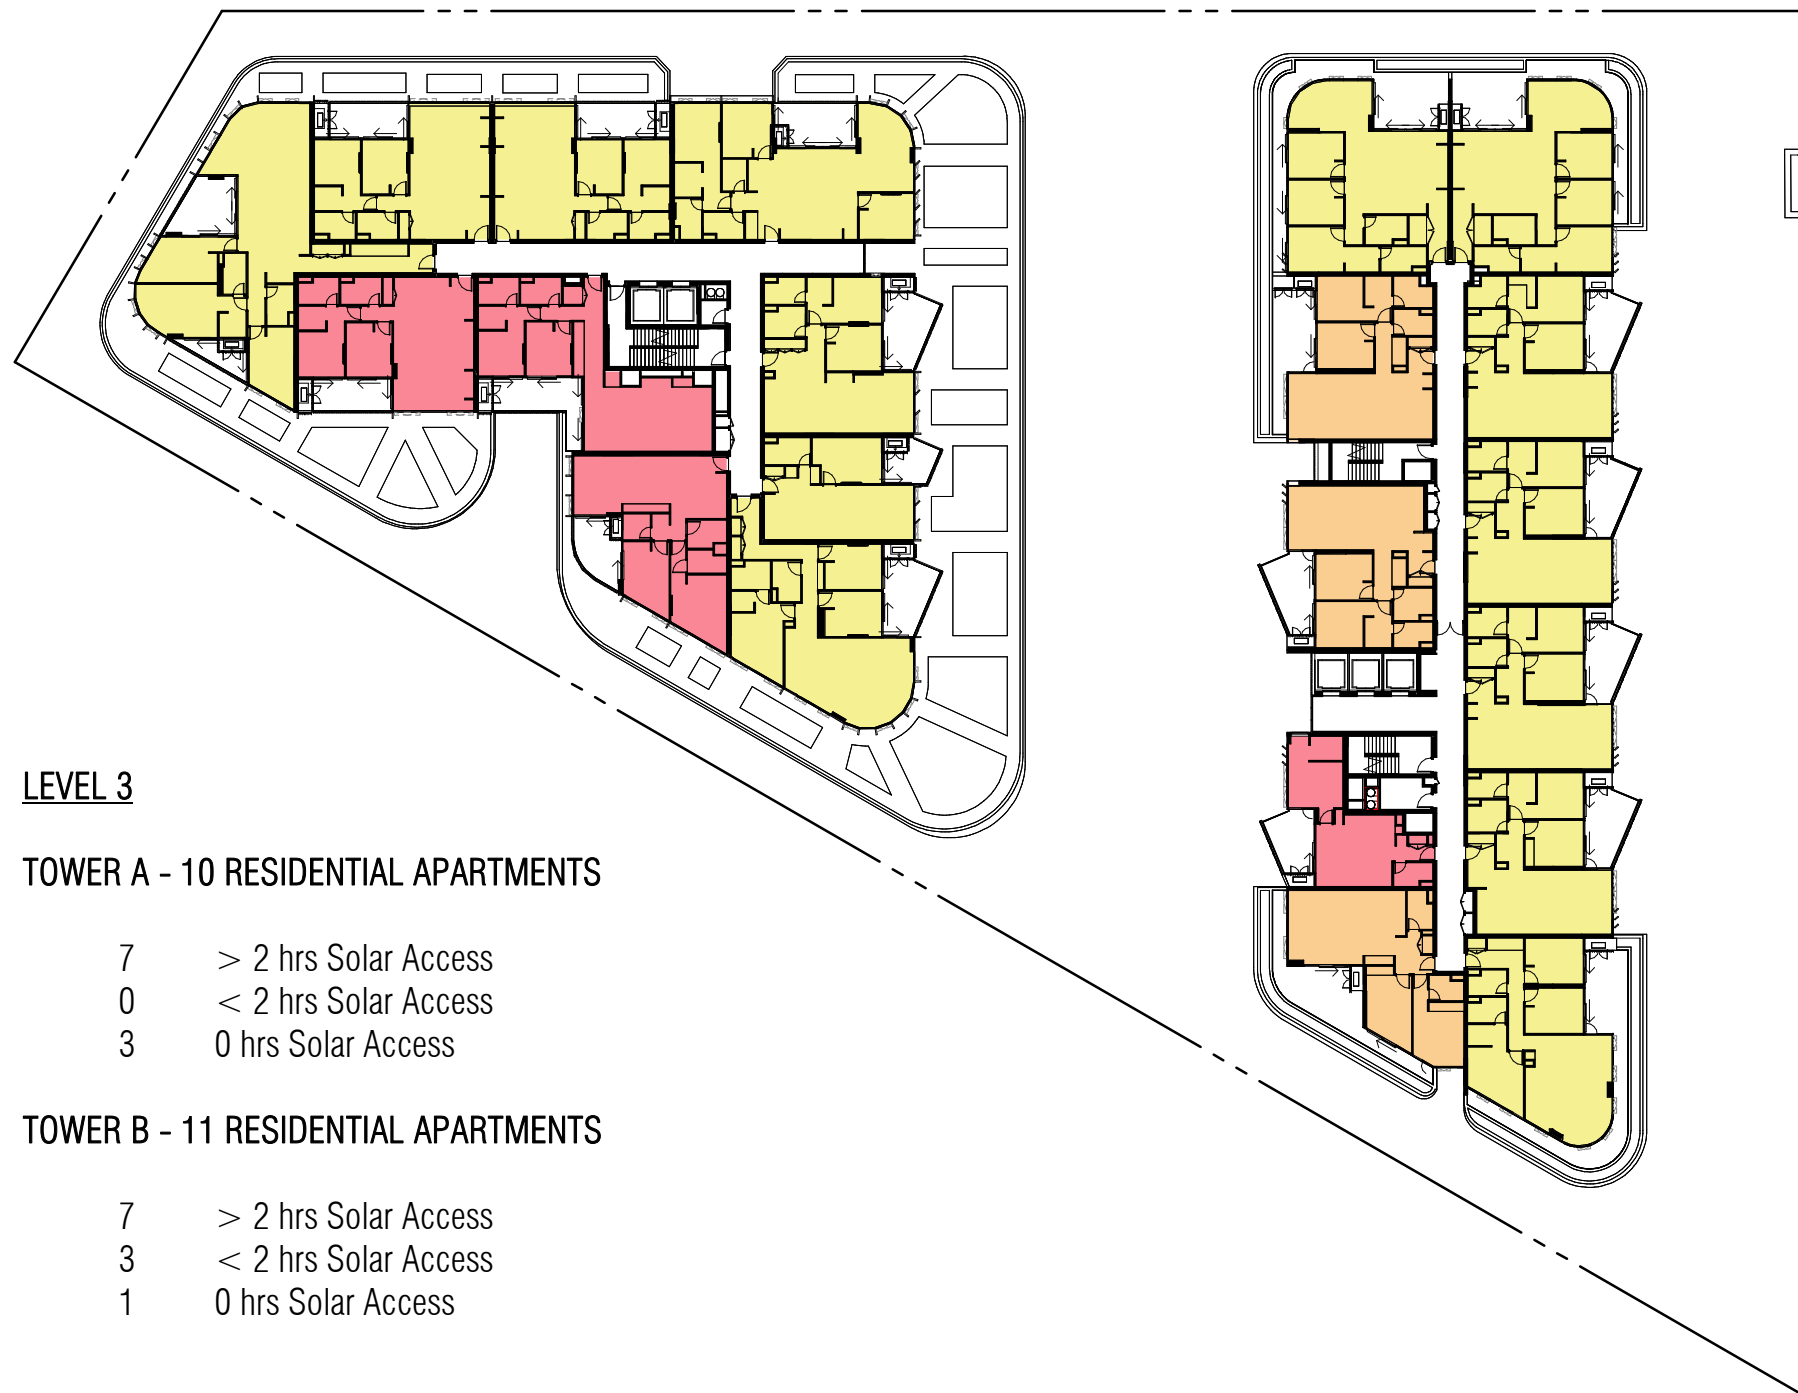 LEVEL 3
TOWER A - 10 RESIDENTIAL APARTMENTS
7 > 2 hrs Solar Access
0 < 2 hrs Solar Access
3 0 hrs Solar Access
TOWER B - 11 RESIDENTIAL APARTMENTS
7 > 2 hrs Solar Access
3 < 2 hrs Solar Access
1 0 hrs Solar Access